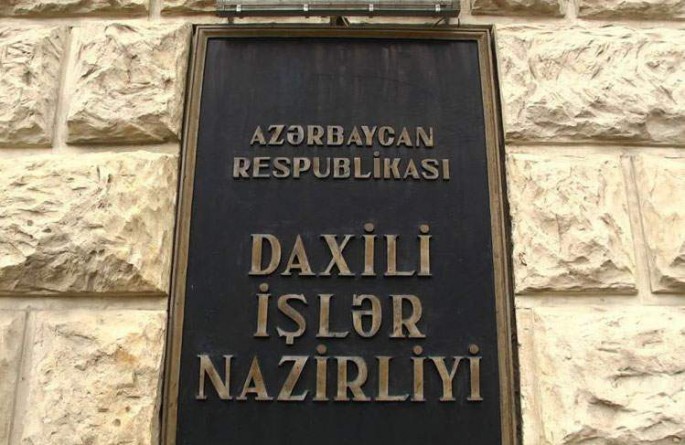 AZƏRBAYCAN
RESPUBLİKASI
DAXİLİ
İŞLƏR
NAZİRLİYİ